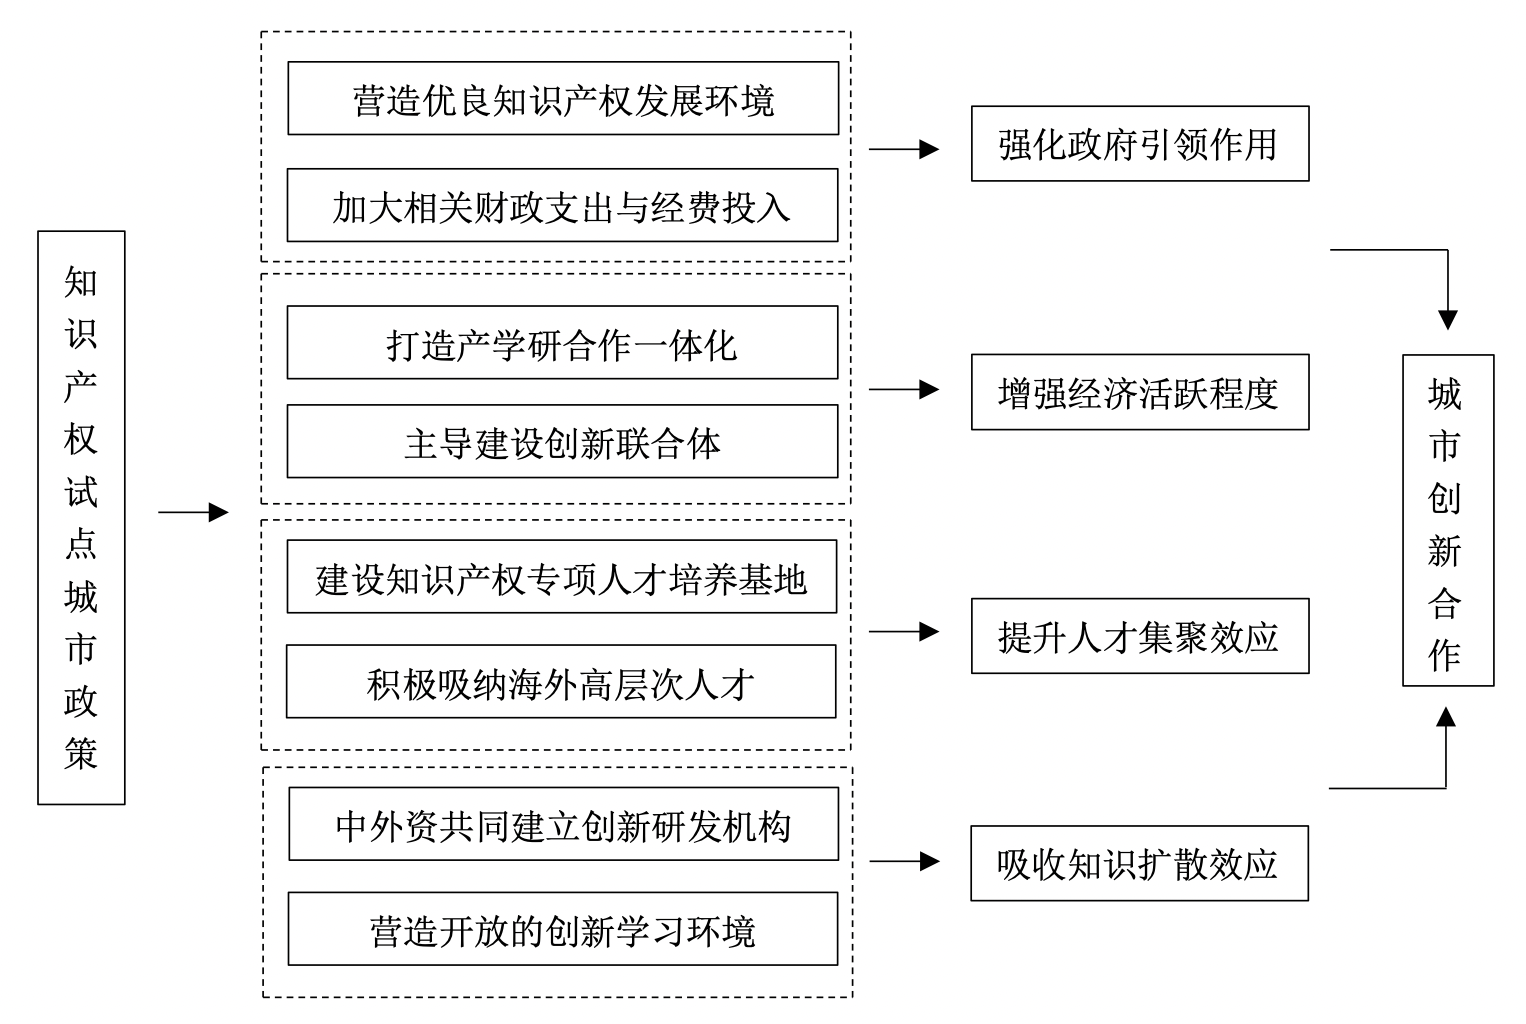 知识产权试点城市政策
营造优良知识产权发展环境
加大相关财政支出与经费投入
强化政府引领作用
打造产学研合作一体化
主导建设创新联合体
增强经济活跃程度
建设知识产权专项人才培养基地
积极吸纳海外高层次人才
提升人才集聚效应
中外资共同建立创新研发机构
营造开放的创新学习环境
吸收知识扩散效应
城市创新合作